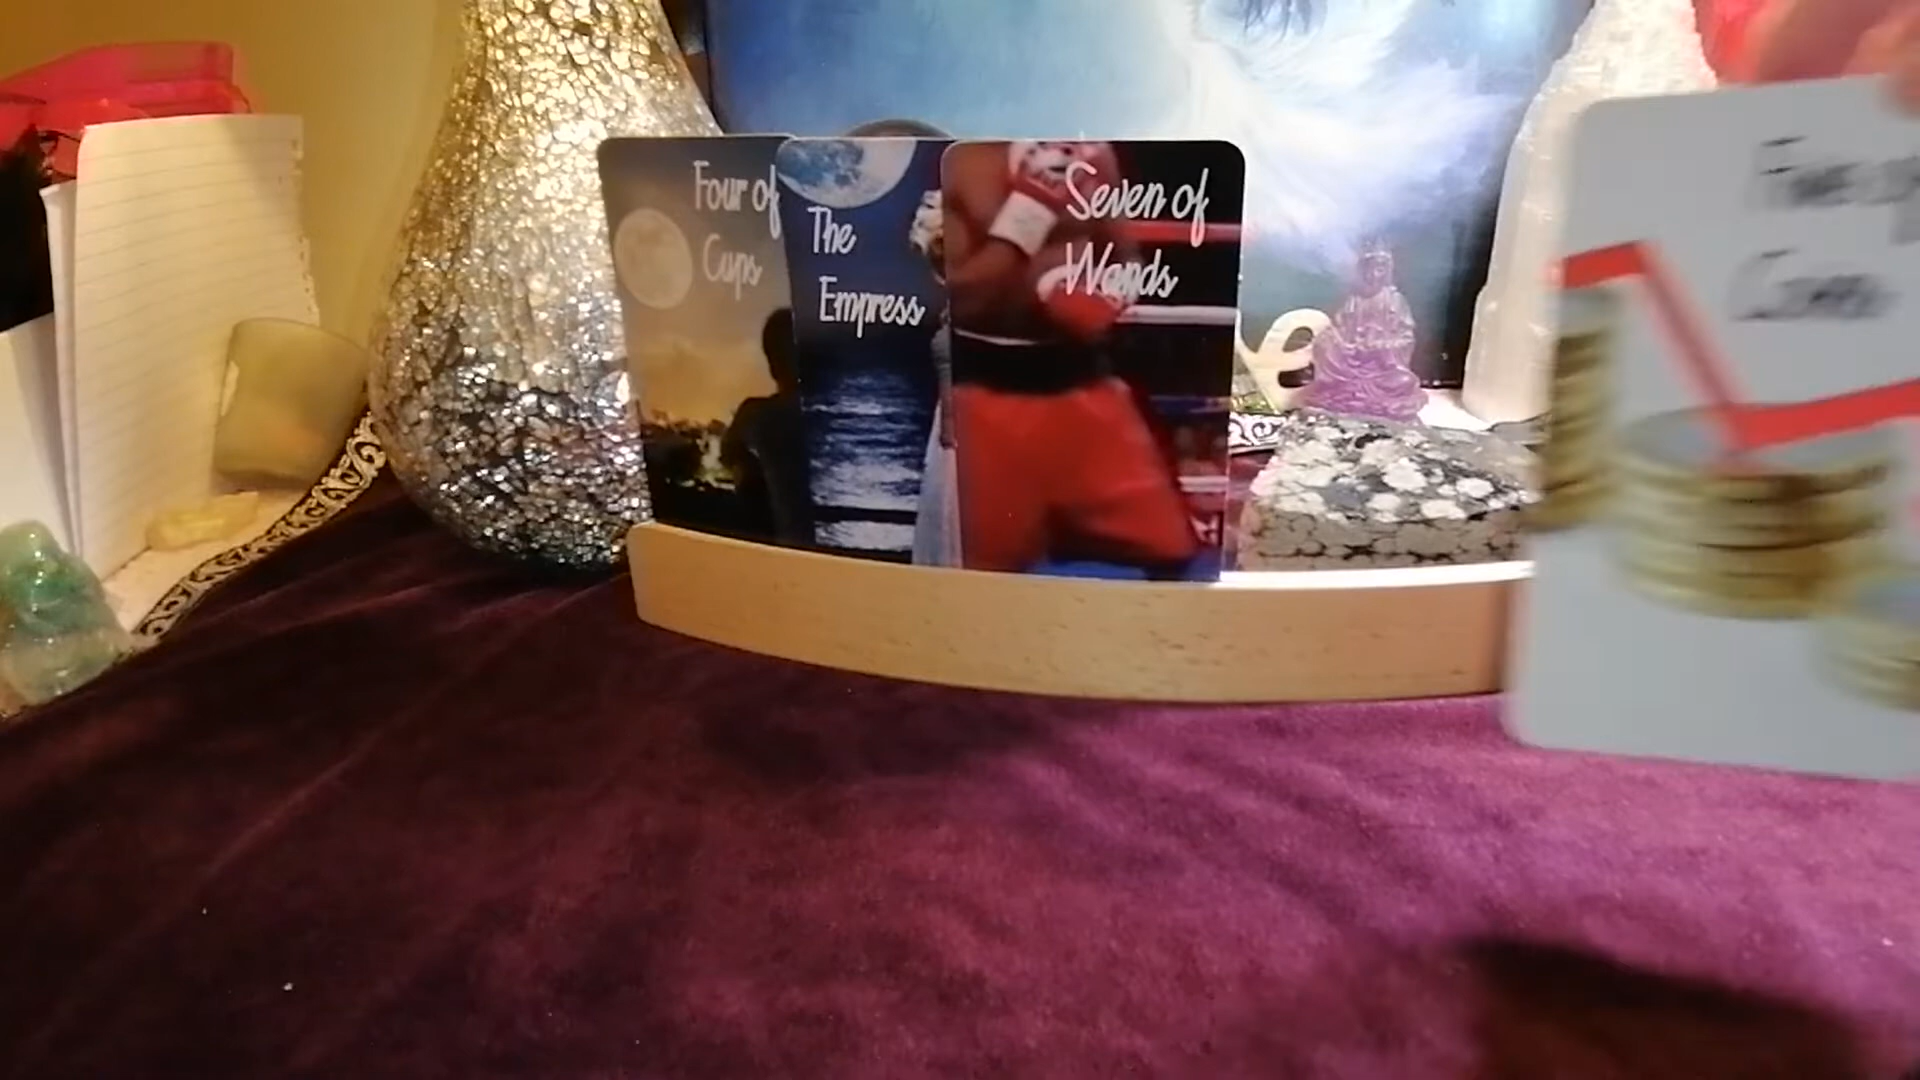 Four of
Cups
The
Empress
Seven of
Wands
e